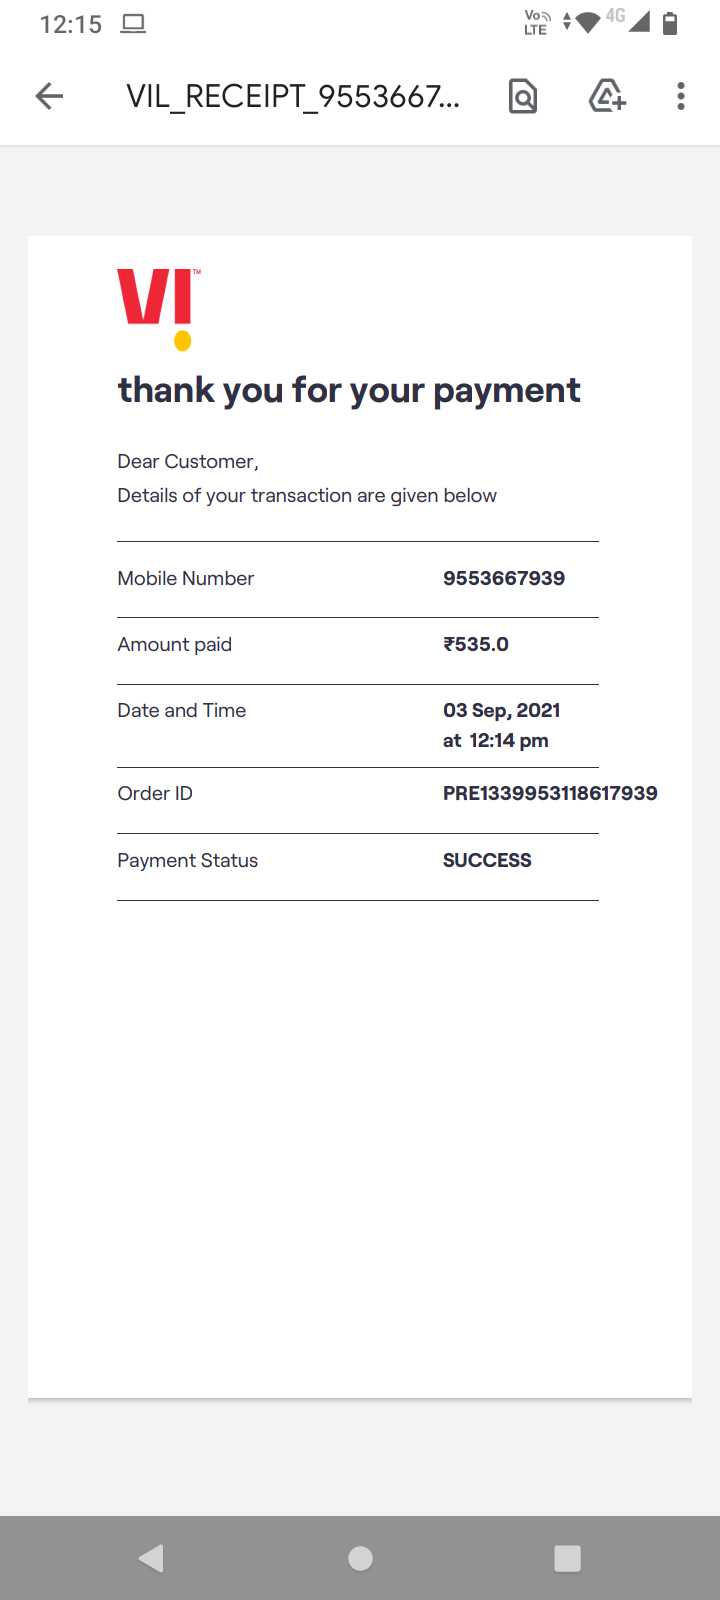 12:15
Vo LTE 4G
VIL_RECEIPT_9553667...
VI™
thank you for your payment
Dear Customer,
Details of your transaction are given below
Mobile Number 9553667939
Amount paid ₹535.0
Date and Time 03 Sep, 2021
at 12:14 pm
Order ID PRE1339953118617939
Payment Status SUCCESS